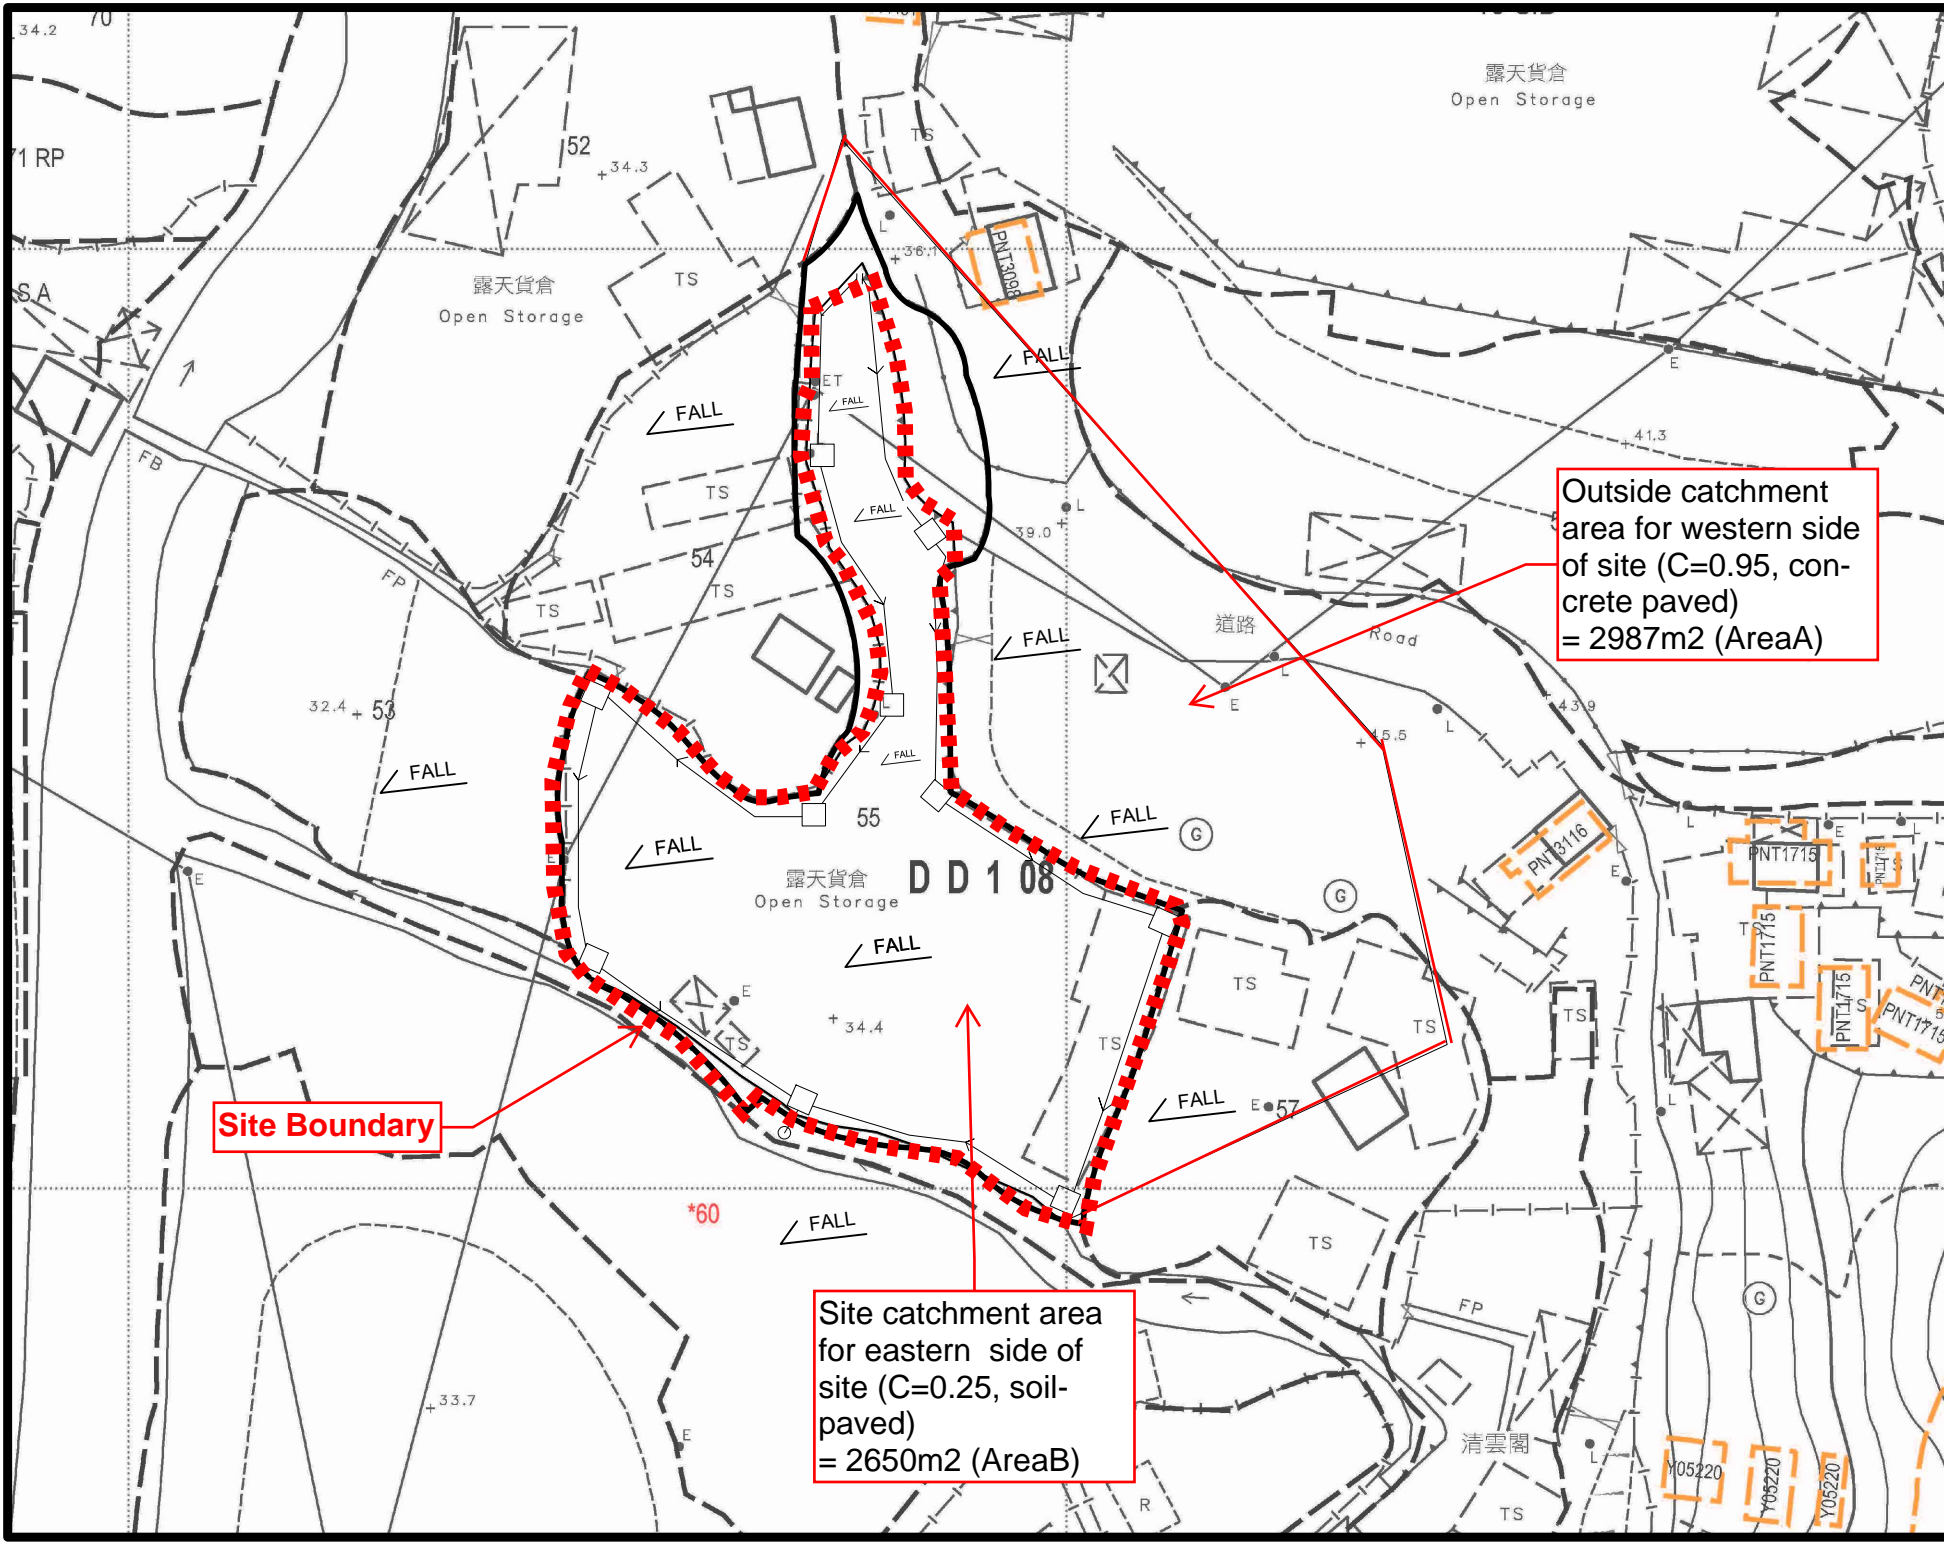 70
34.2
露天貨倉
Open Storage
TS
52
34.3
71 RP
L
36.1
PNT3098
S.A
露天貨倉
Open Storage
TS
FALL
E
ET
FALL
FALL
41.3
FB
TS
FALL
L
39.0
Outside catchment
area for western side
of site (C=0.95, con-
crete paved)
= 2987m2 (AreaA)
54
FP
TS
TS
FALL
道路
Road
L
E
32.4
53
L
43.9
L
45.5
FALL
FALL
55
FALL
G
L
E
L
PNT3116
PNT1715
PNT1715
S
FALL
E
E
露天貨倉
Open Storage
D D 1 08
G
E
TS
PNT1715
FALL
TS
E
34.4
TS
TS
TS
TS
PNT1715
S
PNT1715
FALL
E
57
L
Site Boundary
*60
FALL
TS
FP
G
Site catchment area
for eastern side of
site (C=0.25, soil-
paved)
= 2650m2 (AreaB)
33.7
E
清雲閣
L
Y05220
Y05220
Y05220
R
TS